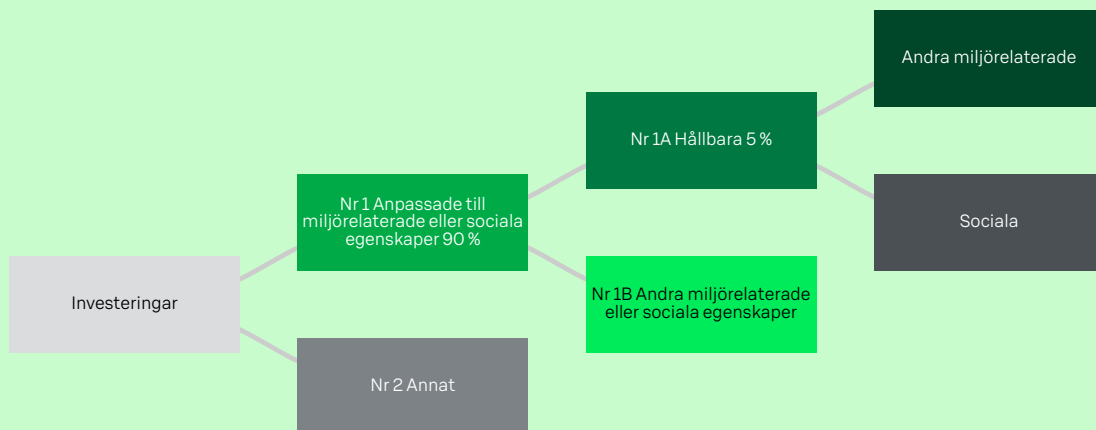 Andra miljörelaterade
Nr 1A Hållbara 5 %
Nr 1 Anpassade till
miljörelaterade eller sociala
egenskaper 90 %
Sociala
Investeringar
Nr 1B Andra miljörelaterade
eller sociala egenskaper
Nr 2 Annat